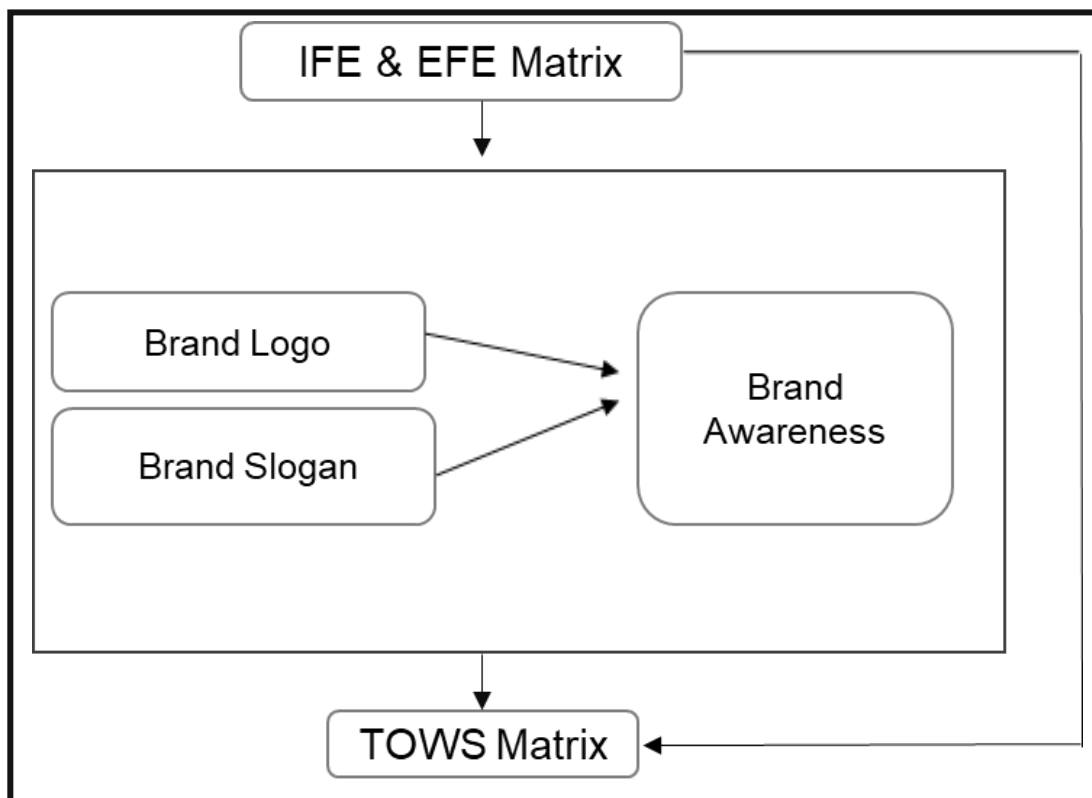 IFE & EFE Matrix
Brand Logo
Brand Slogan
Brand
Awareness
TOWS Matrix